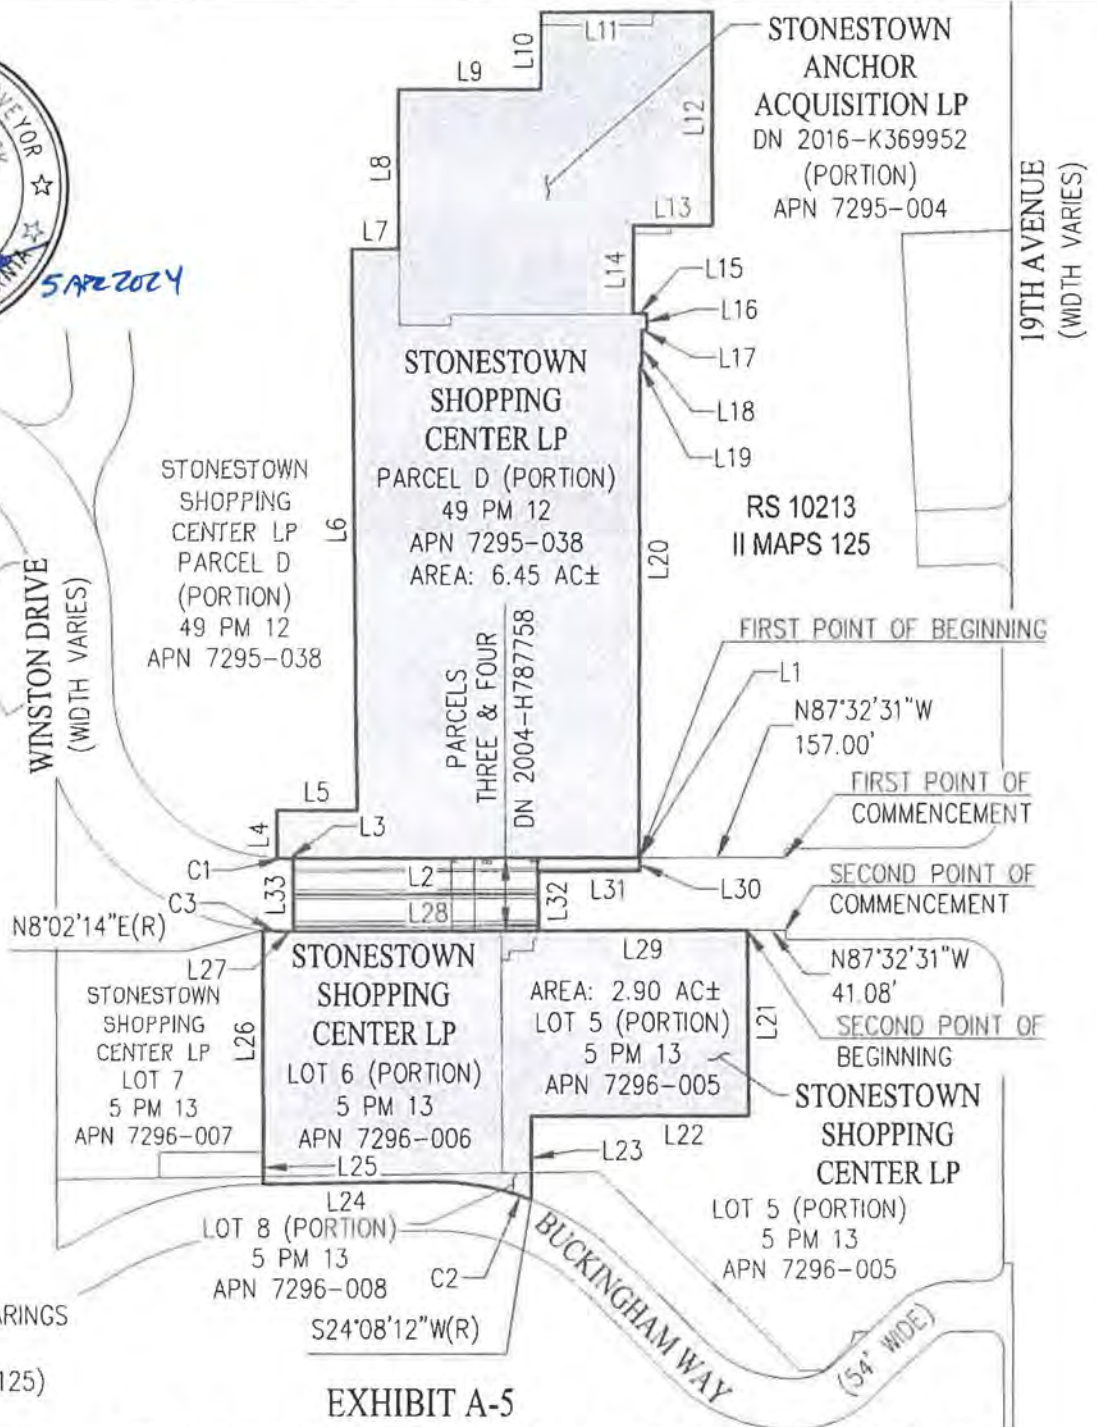 VEYOR
5 APR 2024
L10
L11
L9
L8
L12
L7
L13
L14
STONESTOWN
ANCHOR
ACQUISITION LP
DN 2016-K369952
(PORTION)
APN 7295-004
19TH AVENUE
(WIDTH VARIES)
L15
L16
L17
L18
L19
STONESTOWN
SHOPPING
CENTER LP
PARCEL D (PORTION)
49 PM 12
APN 7295-038
AREA: 6.45 AC±
STONESTOWN
SHOPPING
CENTER LP
PARCEL D
(PORTION)
49 PM 12
APN 7295-038
L6
L20
RS 10213
II MAPS 125
WINSTON DRIVE
(WIDTH VARIES)
PARCELS
THREE & FOUR
DN 2004-H787758
FIRST POINT OF BEGINNING
L1
N87°32'31"W
157.00'
FIRST POINT OF
COMMENCEMENT
L5
L4
L3
C1
L33
L2
L28
L32
L31
L30
SECOND POINT OF
COMMENCEMENT
C3
N8°02'14"E(R)
L27
L29
N87°32'31"W
41.08'
SECOND POINT OF
BEGINNING
STONESTOWN
SHOPPING
CENTER LP
LOT 7
5 PM 13
APN 7296-007
L26
STONESTOWN
SHOPPING
CENTER LP
LOT 6 (PORTION)
5 PM 13
APN 7296-006
AREA: 2.90 AC±
LOT 5 (PORTION)
5 PM 13
APN 7296-005
L21
L22
L23
L25
L24
STONESTOWN
SHOPPING
CENTER LP
LOT 5 (PORTION)
5 PM 13
APN 7296-005
LOT 8 (PORTION)
5 PM 13
APN 7296-008
C2
S24°08'12"W(R)
BUCKINGHAM WAY
(54' WIDE)
ARINGS
125)
EXHIBIT A-5